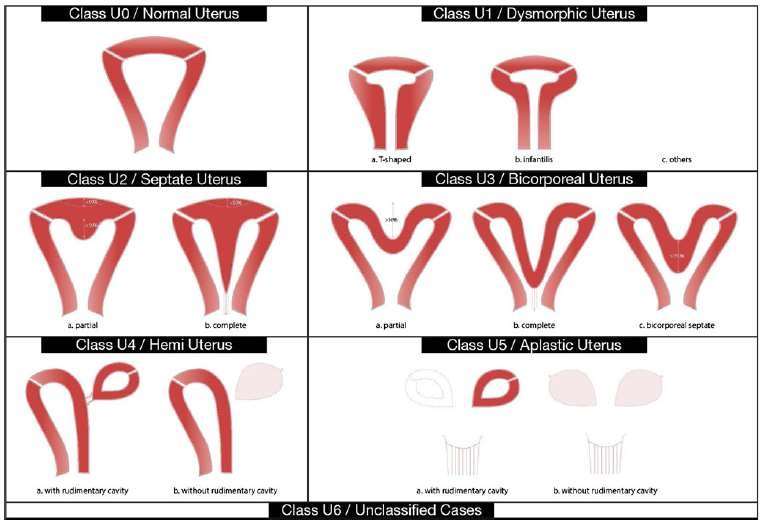 Class U0 / Normal Uterus
Class U1 / Dysmorphic Uterus
a. T-shaped
b. infantilis
c. others
Class U2 / Septate Uterus
Class U3 / Bicorporeal Uterus
a. partial
b. complete
a. partial
b. complete
c. bicorporeal septate
Class U4 / Hemi Uterus
Class U5 / Aplastic Uterus
a. with rudimentary cavity
b. without rudimentary cavity
a. with rudimentary cavity
b. without rudimentary cavity
Class U6 / Unclassified Cases